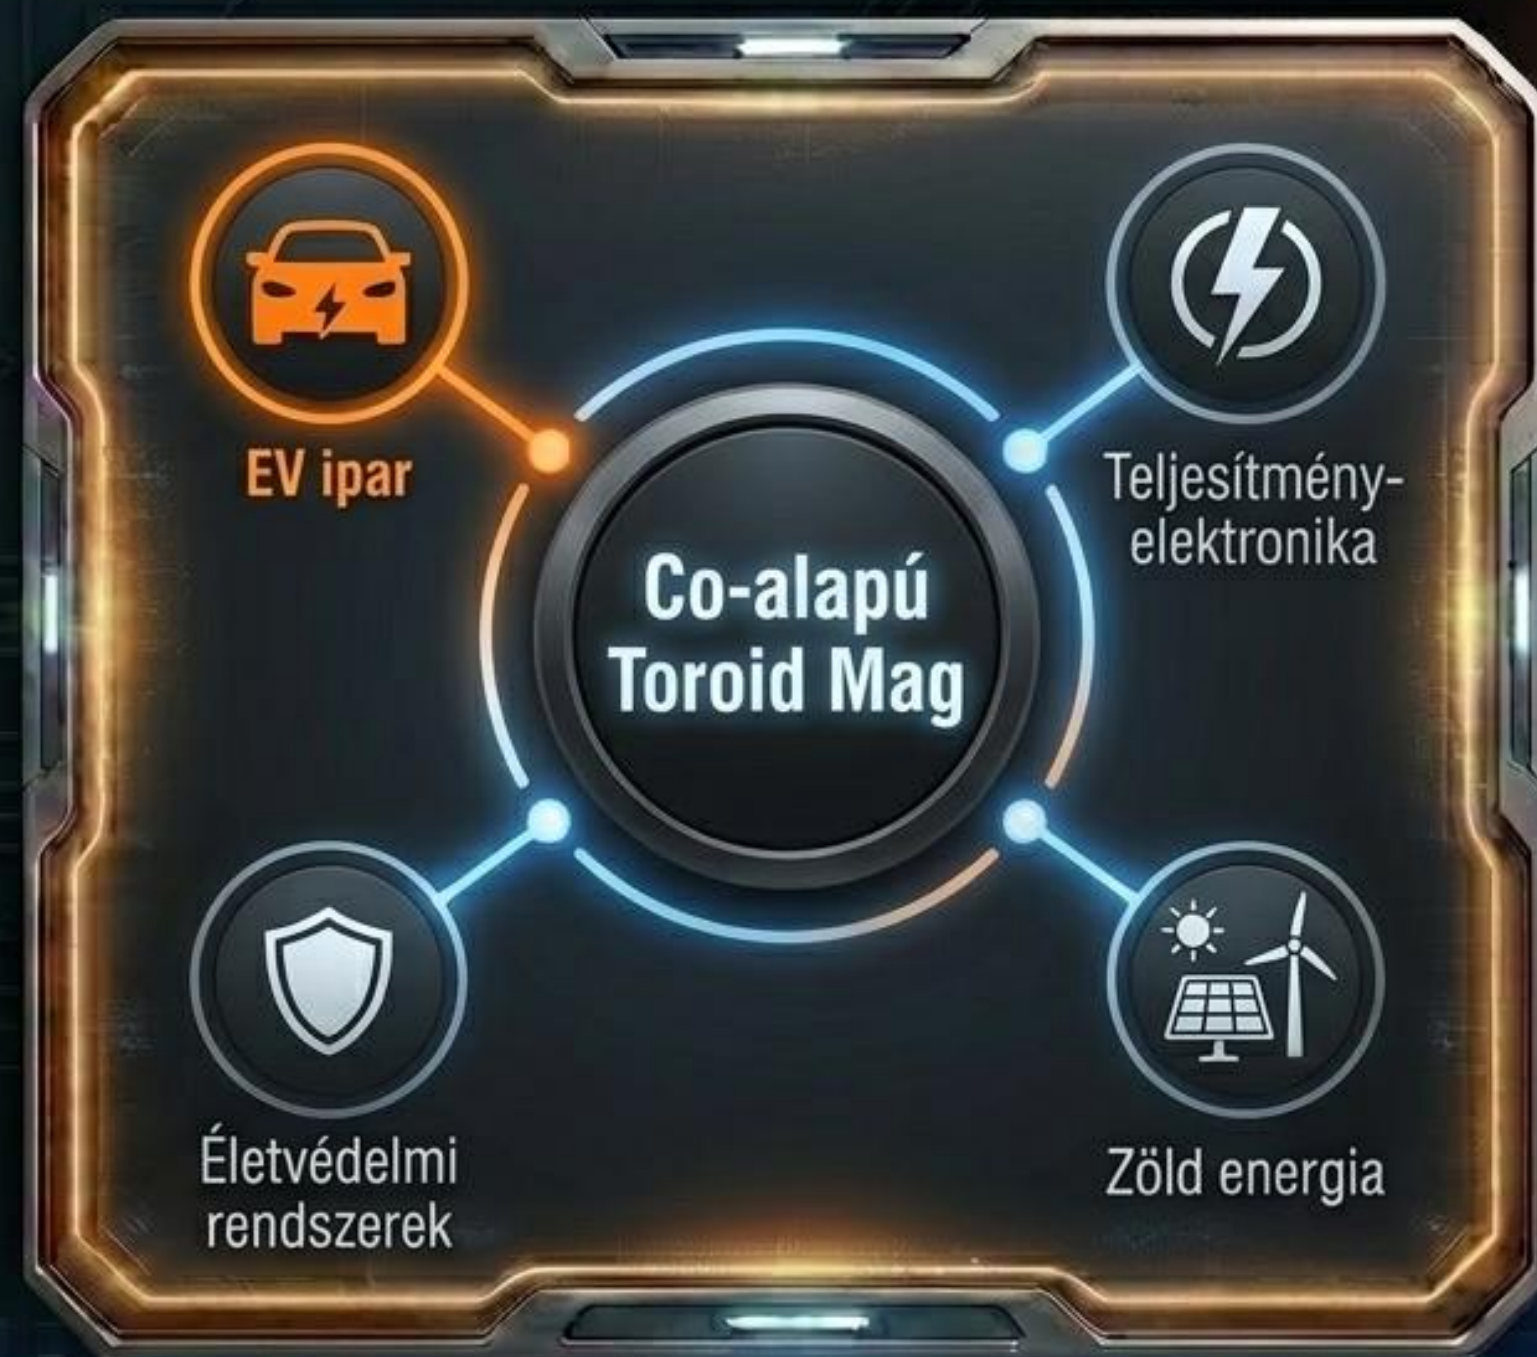 EV ipar
Teljesítmény-
elektronika
Co-alapú
Toroid Mag
Életvédelmi
rendszerek
Zöld energia